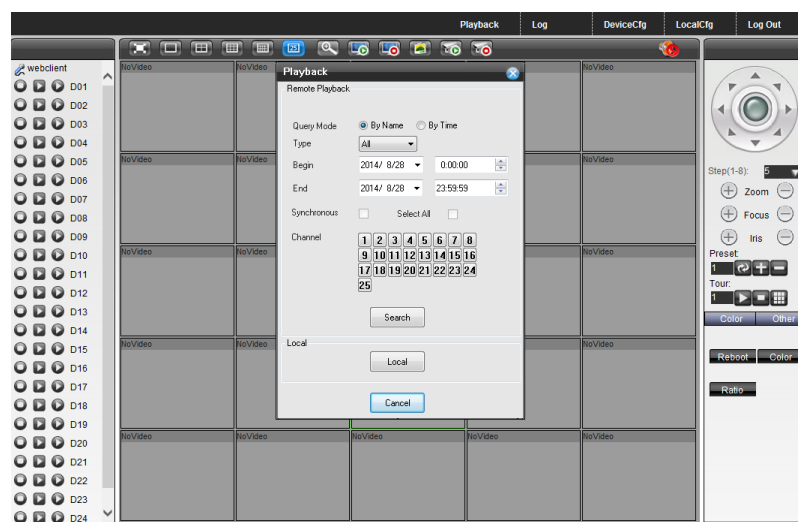 Playback Log DeviceCfg LocalCfg Log Out
25
webclient
D01
D02
D03
D04
D05
D06
D07
D08
D09
D10
D11
D12
D13
D14
D15
D16
D17
D18
D19
D20
D21
D22
D23
D24
NoVideo NoVideo NoVideo
NoVideo NoVideo NoVideo
NoVideo NoVideo NoVideo
NoVideo NoVideo NoVideo
NoVideo NoVideo NoVideo NoVideo NoVideo
Playback
Remote Playback
Query Mode By Name By Time
Type All
Begin 2014/ 8/28 0:00:00
End 2014/ 8/28 23:59:59
Synchronous Select All
Channel 1 2 3 4 5 6 7 8
9 10 11 12 13 14 15 16
17 18 19 20 21 22 23 24
25
Search
Local
Local
Cancel
Step(1-8): 5
Zoom
Focus
Iris
Preset:
1
Tour:
1
Color Other
Reboot Color
Ratio